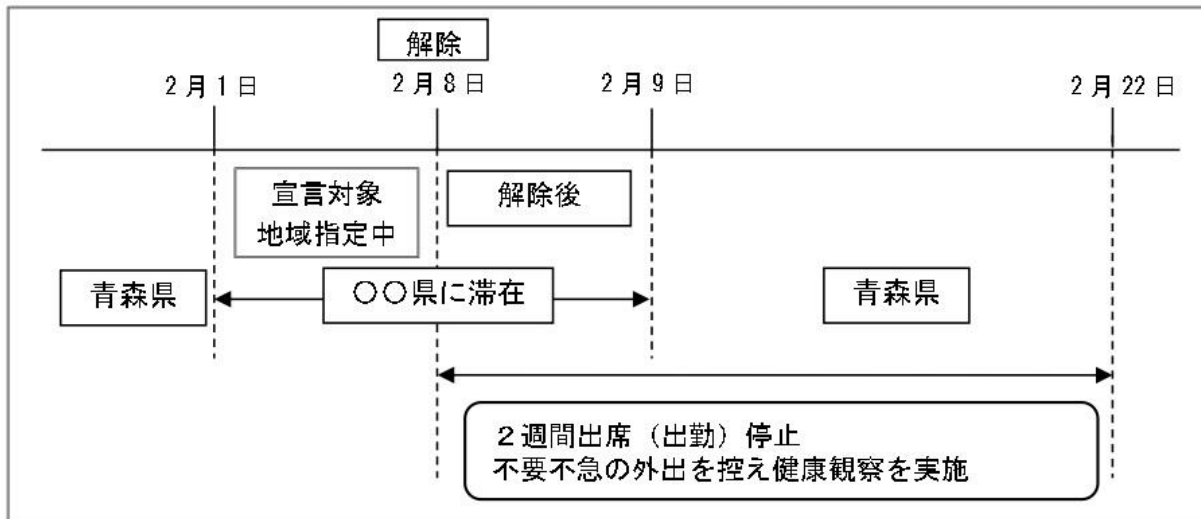 解除
2月1日
2月8日
2月9日
2月22日
宣言対象
地域指定中
解除後
青森県
〇〇県に滞在
青森県
2週間出席（出勤）停止
不要不急の外出を控え健康観察を実施